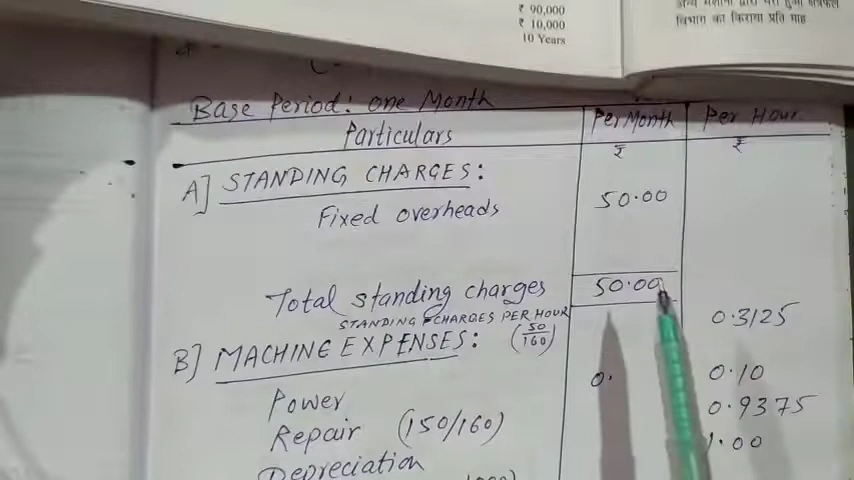 ₹ 90,000
₹ 10,000
10 Years
विभाग का किराया प्रति माह
Base Period: one Month
Particulars Per Month Per Hour
₹ ₹
A] STANDING CHARGES:
Fixed overheads 50.00
Total standing charges 50.00
STANDING CHARGES PER HOUR (50/160) 0.3125
B] MACHINE EXPENSES:
Power 0. 0.10
Repair (150/160) 0.9375
Depreciation 1.00